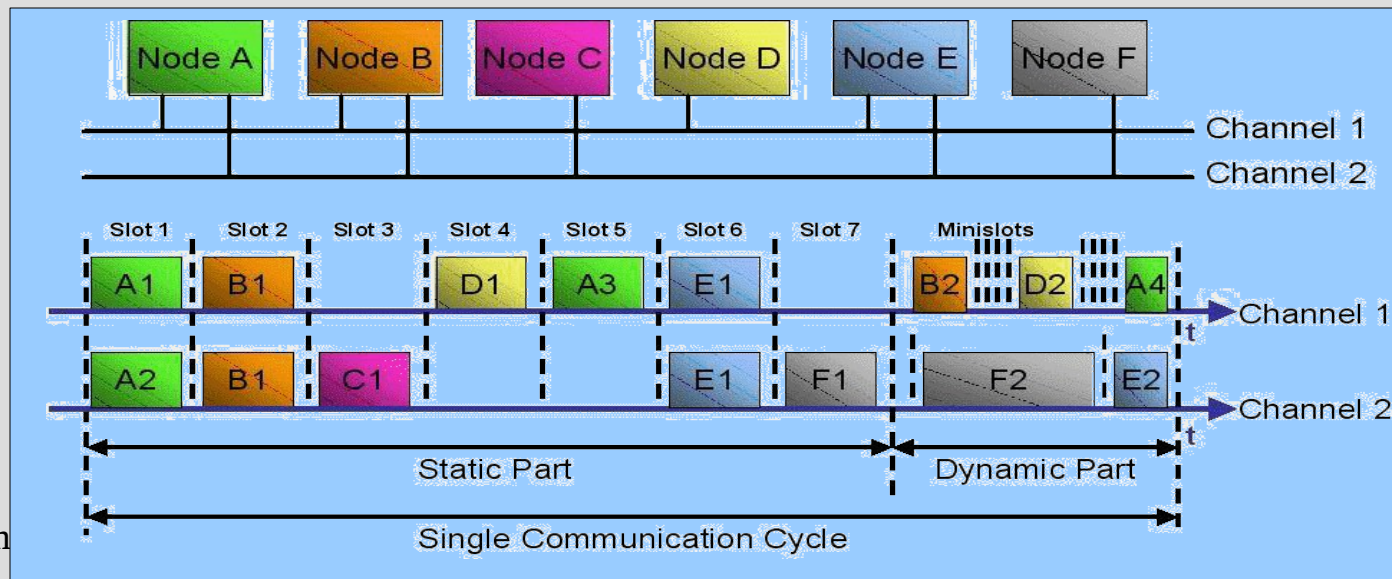 Node A Node B Node C Node D Node E Node F
Channel 1
Channel 2
Slot 1 Slot 2 Slot 3 Slot 4 Slot 5 Slot 6 Slot 7 Minislots
A1 B1 D1 A3 E1 B2 D2 A4
Channel 1
t
A2 B1 C1 E1 F1 F2 E2
Channel 2
t
Static Part Dynamic Part
Single Communication Cycle